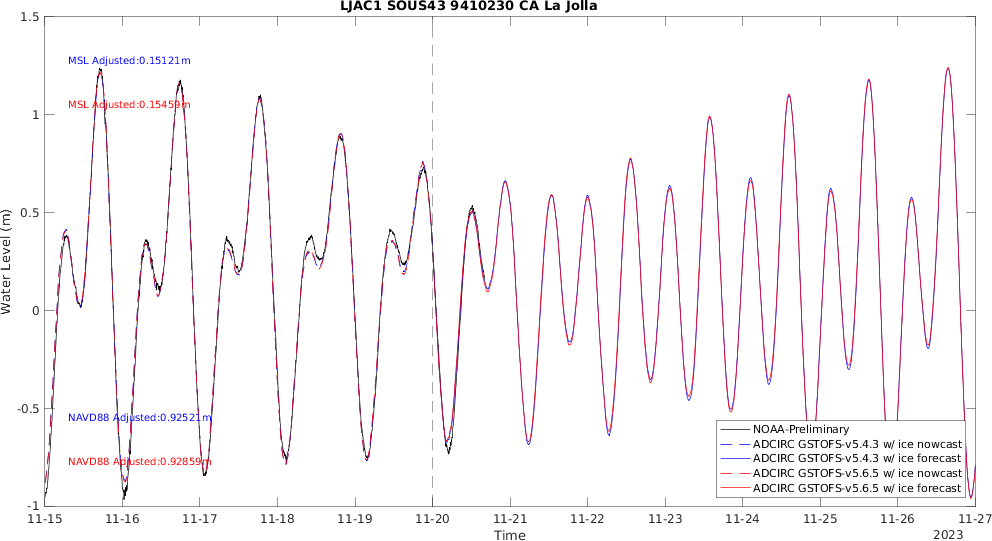 LJAC1 SOUS43 9410230 CA La Jolla
1.5
1
0.5
0
-0.5
-1
Water Level (m)
MSL Adjusted:0.15121m
MSL Adjusted:0.15459m
NAVD88 Adjusted:0.92521m
NAVD88 Adjusted:0.92859m
NOAA-Preliminary
ADCIRC GSTOFS-v5.4.3 w/ ice nowcast
ADCIRC GSTOFS-v5.4.3 w/ ice forecast
ADCIRC GSTOFS-v5.6.5 w/ ice nowcast
ADCIRC GSTOFS-v5.6.5 w/ ice forecast
11-15 11-16 11-17 11-18 11-19 11-20 11-21 11-22 11-23 11-24 11-25 11-26 11-27
Time
2023